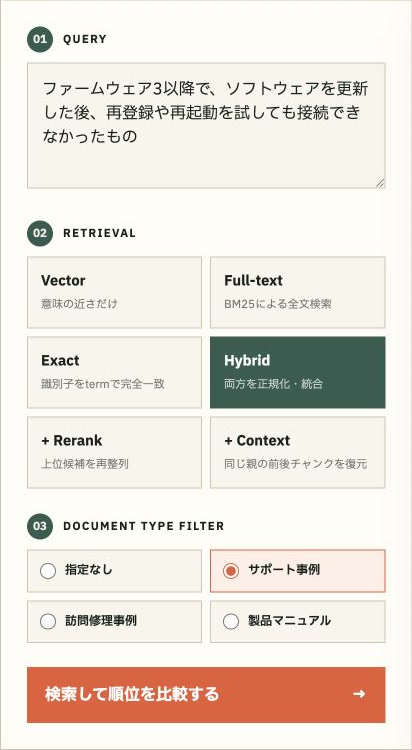 01 QUERY
ファームウェア3以降で、ソフトウェアを更新
した後、再登録や再起動を試しても接続でき
なかったもの
02 RETRIEVAL
Vector
意味の近さだけ
Full-text
BM25による全文検索
Exact
識別子をtermで完全一致
Hybrid
両方を正規化・統合
+ Rerank
上位候補を再整列
+ Context
同じ親の前後チャンクを復元
03 DOCUMENT TYPE FILTER
指定なし
サポート事例
訪問修理事例
製品マニュアル
検索して順位を比較する →